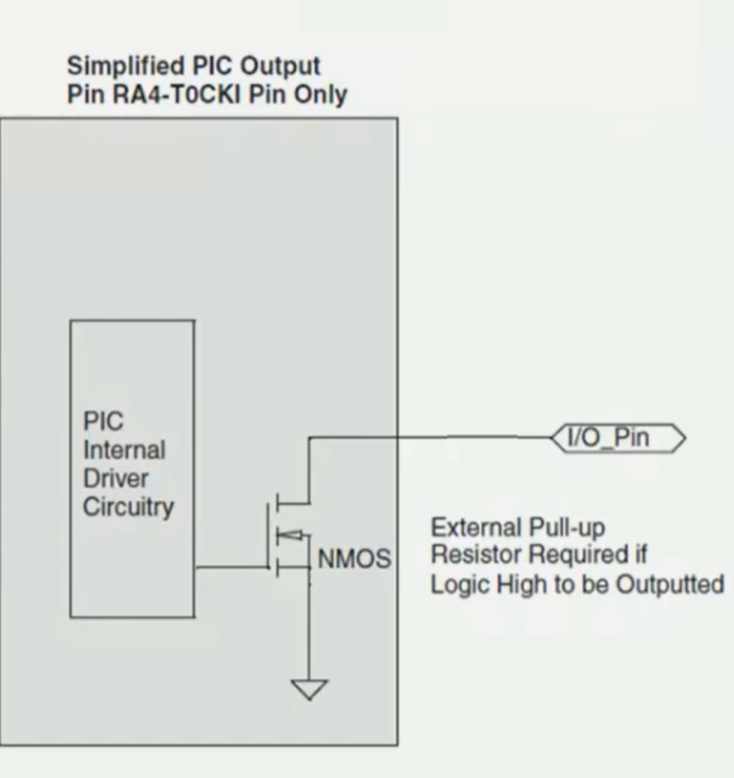 Simplified PIC Output
Pin RA4-T0CKI Pin Only
PIC
Internal
Driver
Circuitry
I/O_Pin
NMOS
External Pull-up
Resistor Required if
Logic High to be Outputted